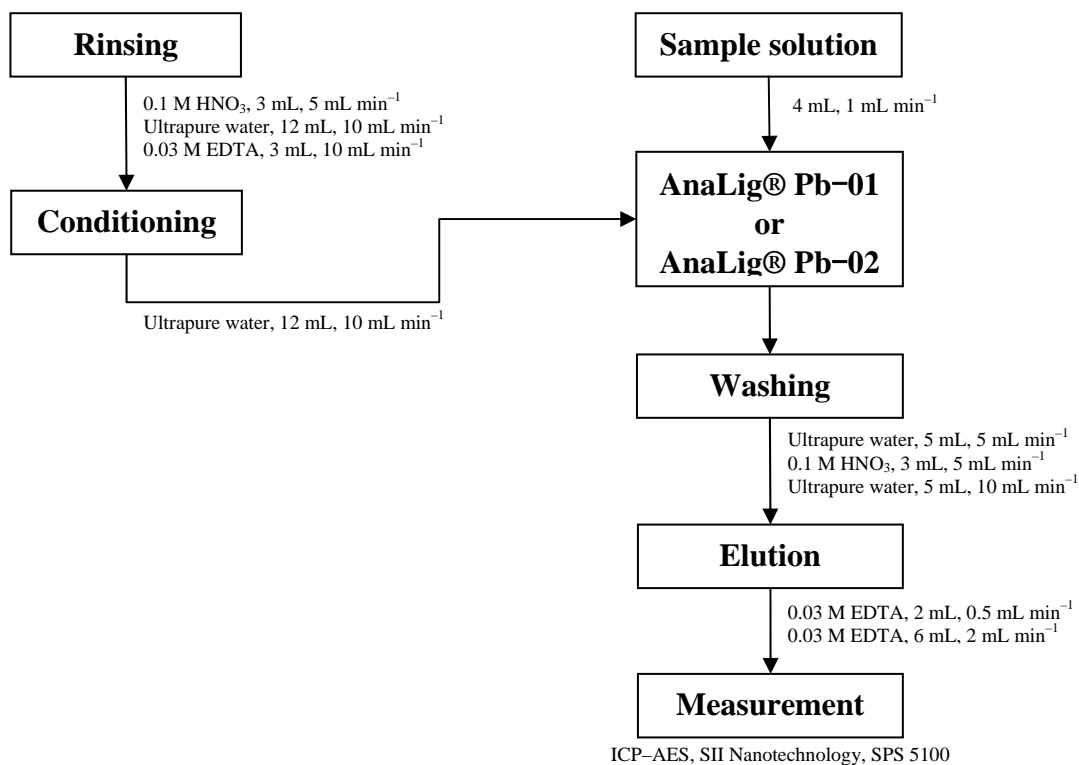 Rinsing
0.1 M HNO₃, 3 mL, 5 mL min⁻¹
Ultrapure water, 12 mL, 10 mL min⁻¹
0.03 M EDTA, 3 mL, 10 mL min⁻¹
Conditioning
Ultrapure water, 12 mL, 10 mL min⁻¹
Sample solution
4 mL, 1 mL min⁻¹
AnaLig® Pb−01
or
AnaLig® Pb−02
Washing
Ultrapure water, 5 mL, 5 mL min⁻¹
0.1 M HNO₃, 3 mL, 5 mL min⁻¹
Ultrapure water, 5 mL, 10 mL min⁻¹
Elution
0.03 M EDTA, 2 mL, 0.5 mL min⁻¹
0.03 M EDTA, 6 mL, 2 mL min⁻¹
Measurement
ICP–AES, SII Nanotechnology, SPS 5100